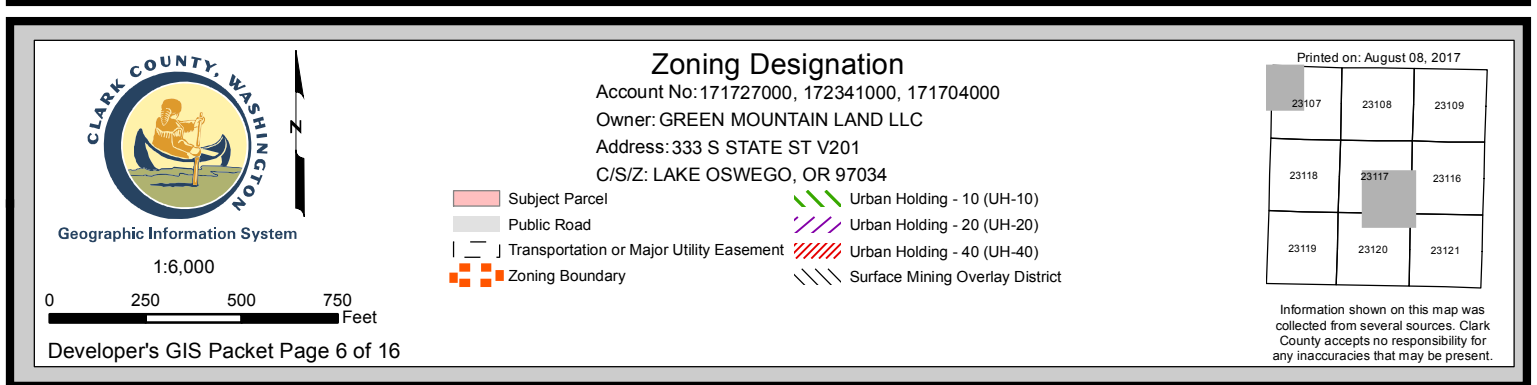 CLARK COUNTY, WASHINGTON
Geographic Information System
1:6,000
0 250 500 750
Feet
Developer's GIS Packet Page 6 of 16
N
Zoning Designation
Account No:171727000, 172341000, 171704000
Owner: GREEN MOUNTAIN LAND LLC
Address:333 S STATE ST V201
C/S/Z: LAKE OSWEGO, OR 97034
Subject Parcel
Public Road
Transportation or Major Utility Easement
Zoning Boundary
Urban Holding - 10 (UH-10)
Urban Holding - 20 (UH-20)
Urban Holding - 40 (UH-40)
Surface Mining Overlay District
Printed on: August 08, 2017
23107 23108 23109
23118 23117 23116
23119 23120 23121
Information shown on this map was
collected from several sources. Clark
County accepts no responsibility for
any inaccuracies that may be present.